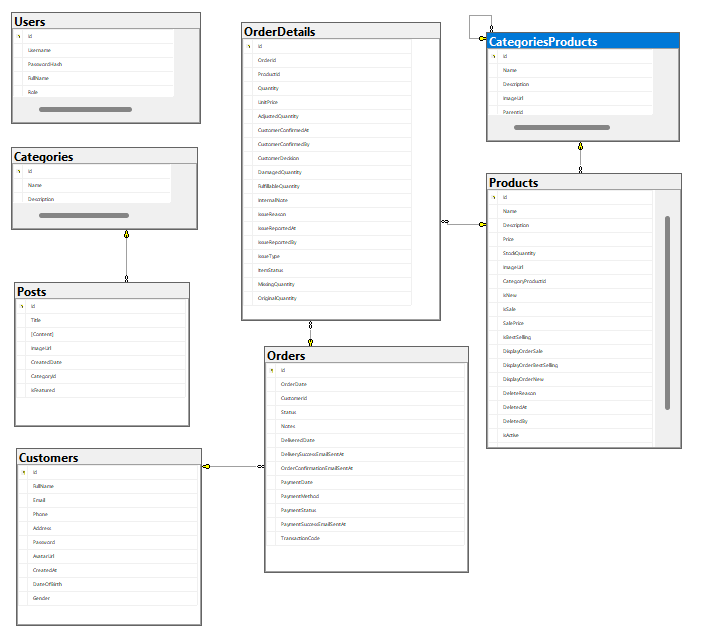 Users
Id
Username
PasswordHash
FullName
Role
Categories
Id
Name
Description
Posts
Id
Title
[Content]
ImageUrl
CreatedDate
CategoryId
IsFeatured
Customers
Id
FullName
Email
Phone
Address
Password
AvatarUrl
CreatedAt
DateOfBirth
Gender
OrderDetails
Id
OrderId
ProductId
Quantity
UnitPrice
AdjustedQuantity
CustomerConfirmedAt
CustomerConfirmedBy
CustomerDecision
DamagedQuantity
FulfillableQuantity
InternalNote
IssueReason
IssueReportedAt
IssueReportedBy
IssueType
ItemStatus
MissingQuantity
OriginalQuantity
Orders
Id
OrderDate
CustomerId
Status
Notes
DeliveredDate
DeliverySuccessEmailSentAt
OrderConfirmationEmailSentAt
PaymentDate
PaymentMethod
PaymentStatus
PaymentSuccessEmailSentAt
TransactionCode
CategoriesProducts
Id
Name
Description
ImageUrl
ParentId
Products
Id
Name
Description
Price
StockQuantity
ImageUrl
CategoryProductId
IsNew
IsSale
SalePrice
IsBestSelling
DisplayOrderSale
DisplayOrderBestSelling
DisplayOrderNew
DeleteReason
DeletedAt
DeletedBy
IsActive